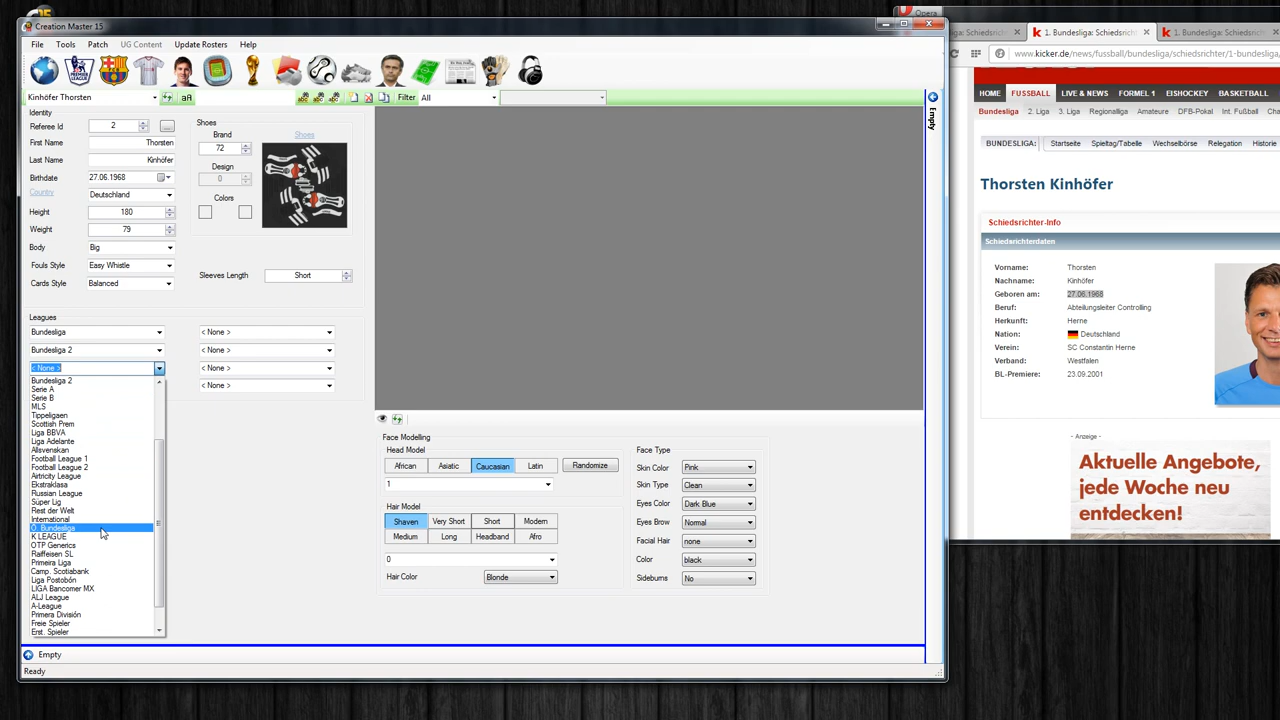 Creation Master 15
File Tools Patch UG Content Update Rosters Help
Kinhöfer Thorsten
aA
Filter All
Identity
Referee Id 2 ...
First Name Thorsten
Last Name Kinhöfer
Birthdate 27.06.1968
Country Deutschland
Height 180
Weight 79
Body Big
Fouls Style Easy Whistle
Cards Style Balanced
Shoes
Brand Shoes
72
Design
0
Colors
Sleeves Length Short
Leagues
Bundesliga < None >
Bundesliga 2 < None >
< None > < None >
< None >
Bundesliga 2
Serie A
Serie B
MLS
Tippeligaen
Scottish Prem
Liga BBVA
Liga Adelante
Allsvenskan
Football League 1
Football League 2
Airtricity League
Ekstraklasa
Russian League
Süper Lig
Rest der Welt
International
Ö. Bundesliga
K LEAGUE
OTP Generics
Raiffeisen SL
Primeira Liga
Camp. Scotiabank
Liga Postobón
LIGA Bancomer MX
ALJ League
A-League
Primera División
Freie Spieler
Erst. Spieler
Face Modelling
Head Model
African Asiatic Caucasian Latin Randomize
1
Hair Model
Shaven Very Short Short Modern
Medium Long Headband Afro
0
Hair Color Blonde
Face Type
Skin Color Pink
Skin Type Clean
Eyes Color Dark Blue
Eyes Brow Normal
Facial Hair none
Color black
Sideburns No
Empty
Empty
Ready
Opera
1. Bundesliga: Schiedsrich
1. Bundesliga: Schiedsrich
www.kicker.de/news/fussball/bundesliga/schiedsrichter/1-bundesliga/
HOME FUSSBALL LIVE & NEWS FORMEL 1 EISHOCKEY BASKETBALL
Bundesliga 2. Liga 3. Liga Regionalliga Amateure DFB-Pokal Int. Fußball
BUNDESLIGA: Startseite Spieltag/Tabelle Wechselbörse Relegation Historie
Thorsten Kinhöfer
Schiedsrichter-Info
Schiedsrichterdaten
Vorname: Thorsten
Nachname: Kinhöfer
Geboren am: 27.06.1968
Beruf: Abteilungsleiter Controlling
Herkunft: Herne
Nation: Deutschland
Verein: SC Constantin Herne
Verband: Westfalen
BL-Premiere: 23.09.2001
- Anzeige -
Aktuelle Angebote,
jede Woche neu
entdecken!